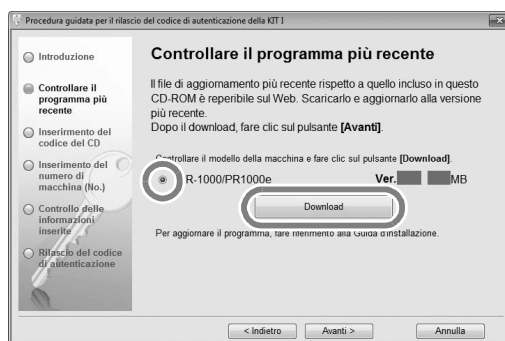 Procedura guidata per il rilascio del codice di autenticazione della KIT I
Introduzione
Controllare il
programma più
recente
Inserirmento del
codice del CD
Inserimento del
numero di
macchina (No.)
Controllo delle
informazioni
inserite
Rilascio del codice
di autenticazione
Controllare il programma più recente
Il file di aggiornamento più recente rispetto a quello incluso in questo
CD-ROM è reperibile sul Web. Scaricarlo e aggiornarlo alla versione
più recente.
Dopo il download, fare clic sul pulsante [Avanti].
Controllare il modello della macchina e fare clic sul pulsante [Download].
R-1000/PR1000e Ver. MB
Download
Per aggiornare il programma, fare riferimento alla Guida d'installazione.
< Indietro Avanti > Annulla